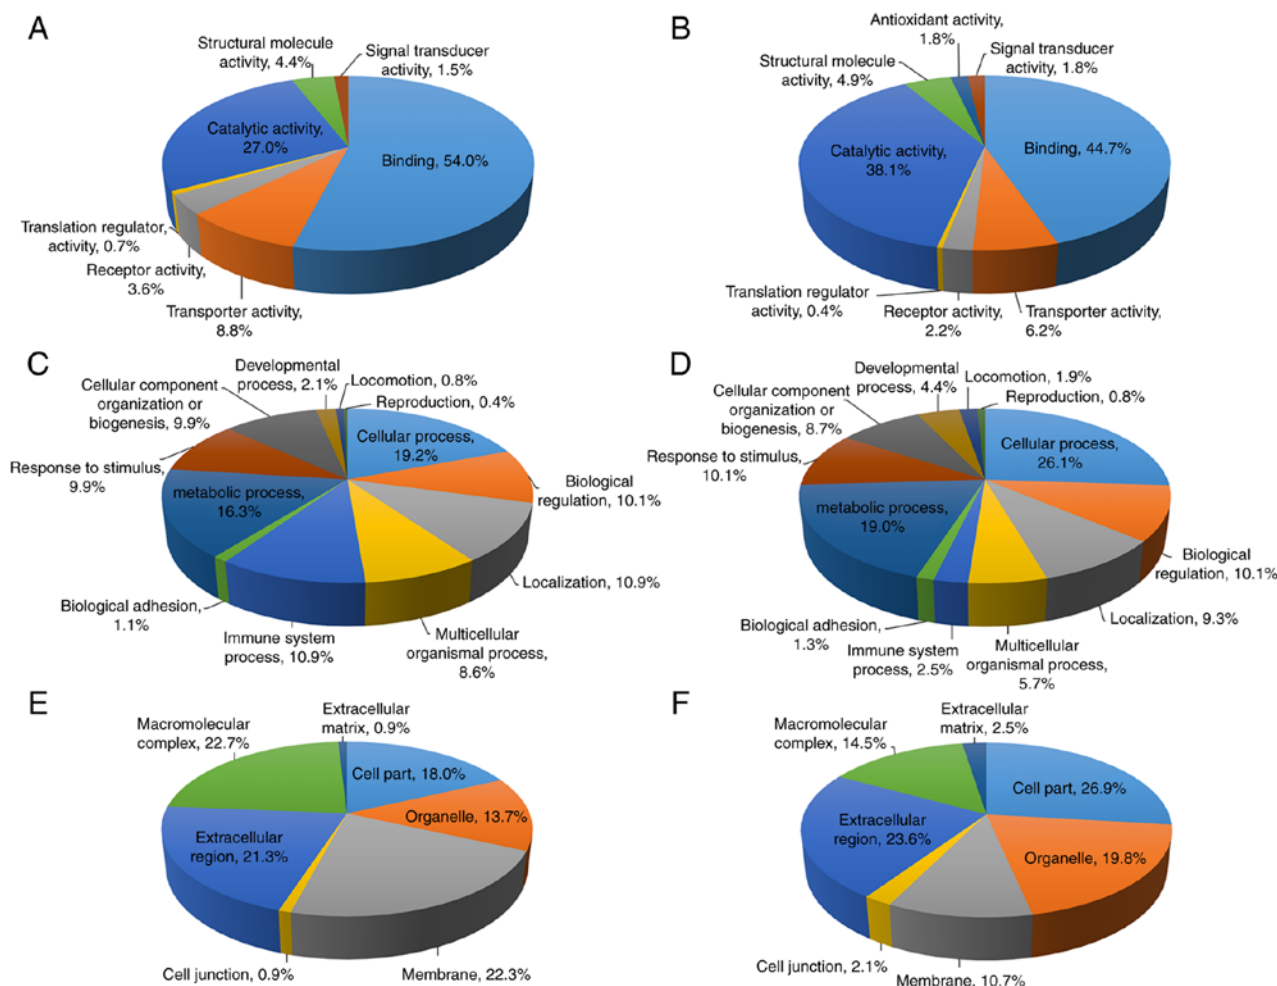 A
Structural molecule
activity, 4.4%
Signal transducer
activity, 1.5%
Catalytic activity,
27.0%
Binding, 54.0%
Translation regulator,
activity, 0.7%
Receptor activity,
3.6%
Transporter activity,
8.8%
B
Antioxidant activity,
1.8%
Structural molecule
activity, 4.9%
Signal transducer
activity, 1.8%
Catalytic activity,
38.1%
Binding, 44.7%
Translation regulator
activity, 0.4%
Receptor activity,
2.2%
Transporter activity,
6.2%
C
Developmental
process, 2.1%
Locomotion, 0.8%
Reproduction, 0.4%
Cellular component
organization or
biogenesis, 9.9%
Cellular process,
19.2%
Response to stimulus,
9.9%
metabolic process,
16.3%
Biological
regulation, 10.1%
Localization, 10.9%
Biological adhesion,
1.1%
Immune system
process, 10.9%
Multicellular
organismal process,
8.6%
D
Developmental
process, 4.4%
Locomotion, 1.9%
Reproduction, 0.8%
Cellular component
organization or
biogenesis, 8.7%
Cellular process,
26.1%
Response to stimulus,
10.1%
metabolic process,
19.0%
Biological
regulation, 10.1%
Localization, 9.3%
Biological adhesion,
1.3%
Immune system
process, 2.5%
Multicellular
organismal process,
5.7%
E
Macromolecular
complex, 22.7%
Extracellular
matrix, 0.9%
Cell part, 18.0%
Organelle, 13.7%
Extracellular
region, 21.3%
Cell junction, 0.9%
Membrane, 22.3%
F
Macromolecular
complex, 14.5%
Extracellular
matrix, 2.5%
Cell part, 26.9%
Extracellular
region, 23.6%
Organelle, 19.8%
Cell junction, 2.1%
Membrane, 10.7%